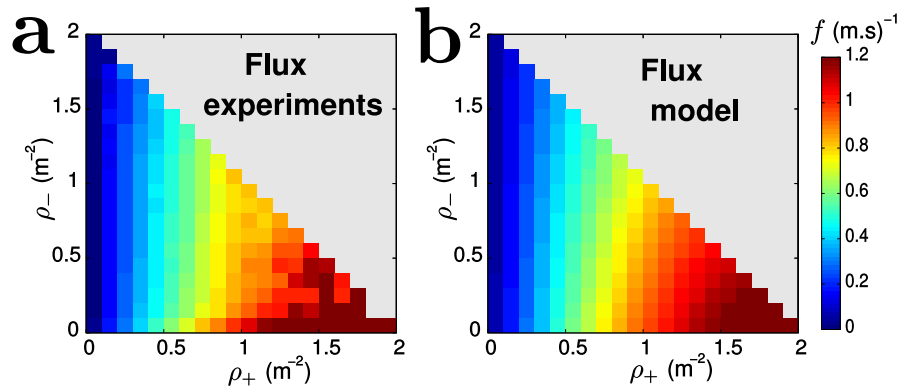 a
Flux
experiments
2
1.5
1
0.5
0
ρ₋ (m⁻²)
0 0.5 1 1.5 2
ρ₊ (m⁻²)
b
Flux
model
2
1.5
1
0.5
0
ρ₋ (m⁻²)
0 0.5 1 1.5 2
ρ₊ (m⁻²)
f (m.s)⁻¹
1.2
1
0.8
0.6
0.4
0.2
0